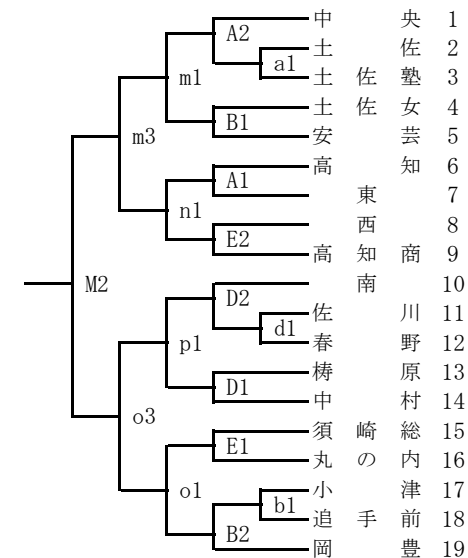 中央 1
A2
土佐 2
a1
土佐塾 3
m1
土佐女 4
B1
安芸 5
m3
高知 6
A1
東 7
n1
西 8
E2
高知商 9
M2
南 10
D2
佐川 11
d1
春野 12
p1
梼原 13
D1
中村 14
o3
須崎総 15
E1
丸の内 16
o1
小津 17
b1
追手前 18
B2
岡豊 19